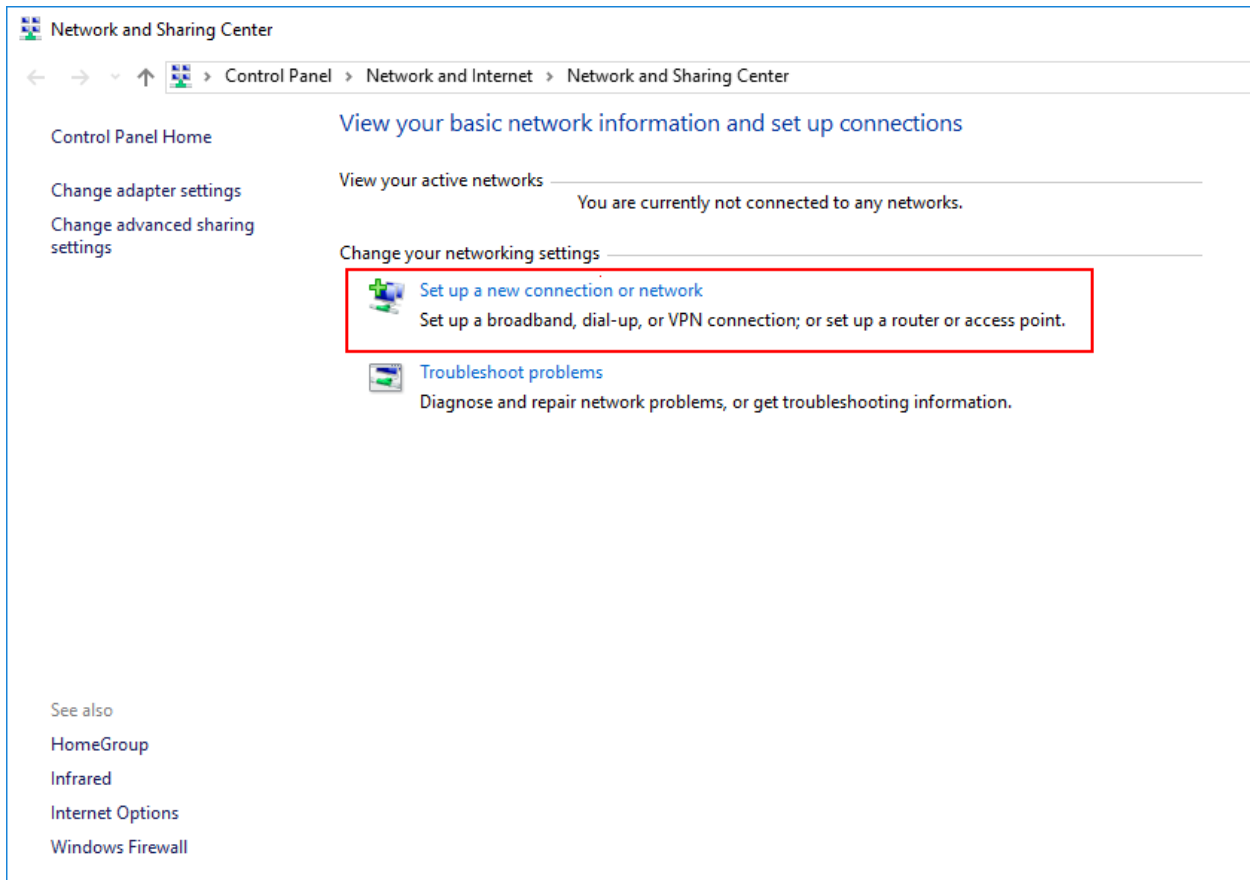 Network and Sharing Center
Control Panel > Network and Internet > Network and Sharing Center
Control Panel Home
Change adapter settings
Change advanced sharing
settings
View your basic network information and set up connections
View your active networks
You are currently not connected to any networks.
Change your networking settings
Set up a new connection or network
Set up a broadband, dial-up, or VPN connection; or set up a router or access point.
Troubleshoot problems
Diagnose and repair network problems, or get troubleshooting information.
See also
HomeGroup
Infrared
Internet Options
Windows Firewall